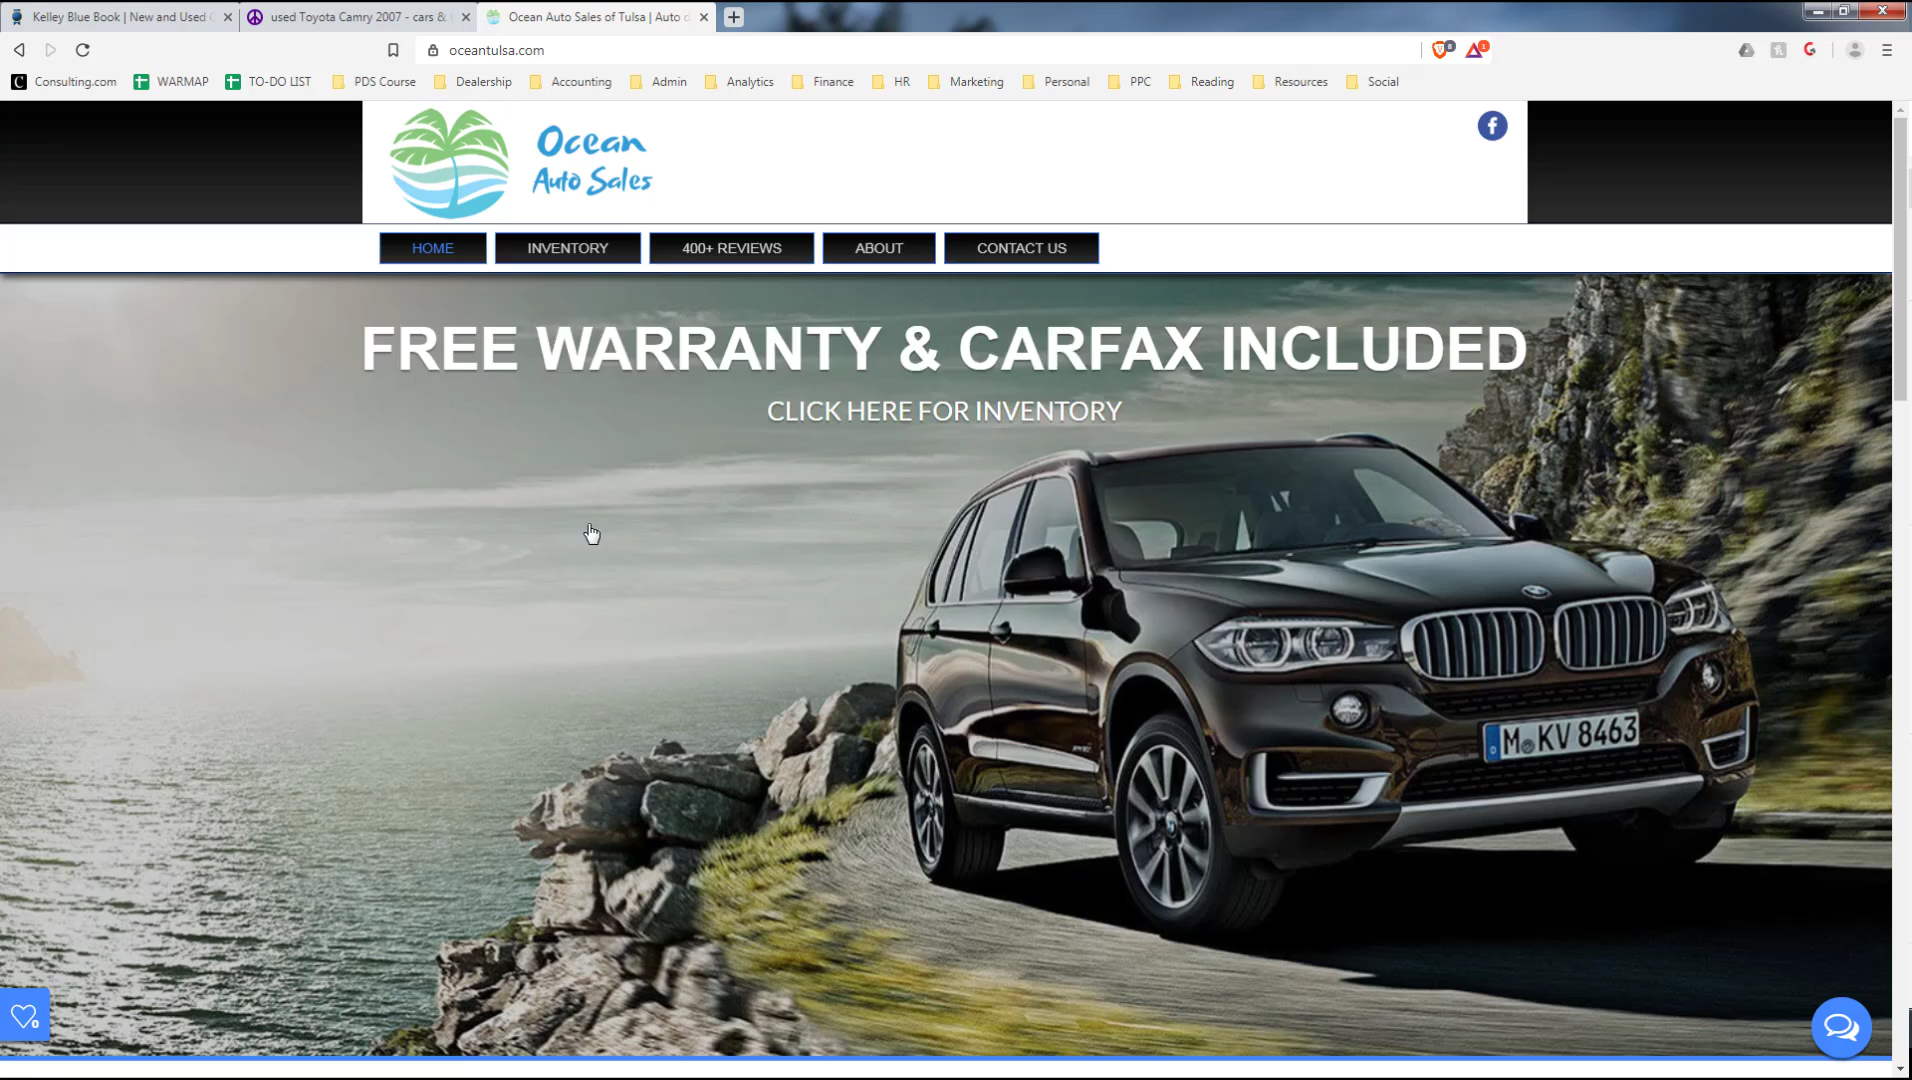 Kelley Blue Book | New and Used C
used Toyota Camry 2007 - cars & t
Ocean Auto Sales of Tulsa | Auto d
oceantulsa.com
8
1
Consulting.com
WARMAP
TO-DO LIST
PDS Course
Dealership
Accounting
Admin
Analytics
Finance
HR
Marketing
Personal
PPC
Reading
Resources
Social
Ocean
Auto Sales
HOME
INVENTORY
400+ REVIEWS
ABOUT
CONTACT US
FREE WARRANTY & CARFAX INCLUDED
CLICK HERE FOR INVENTORY
M KV 8463
0